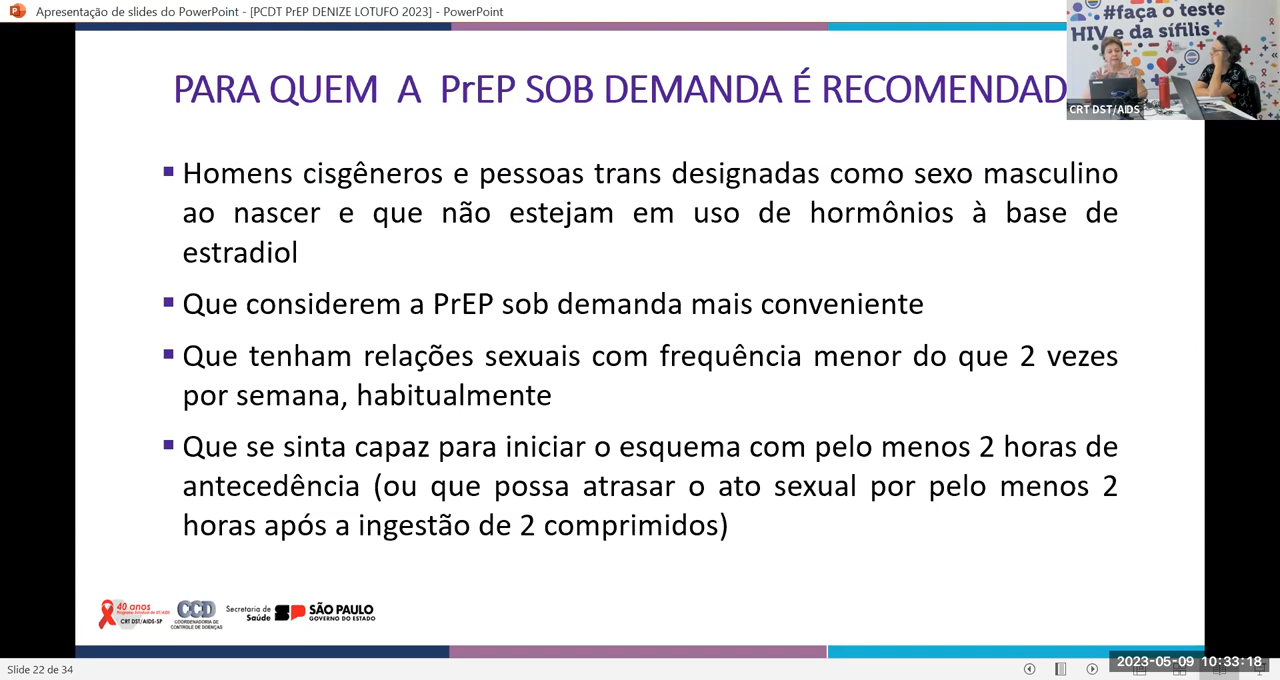 Apresentação de slides do PowerPoint - [PCDT PrEP DENIZE LOTUFO 2023] - PowerPoint
#faça o teste
HIV e da sífilis
CRT DST/AIDS
PARA QUEM A PrEP SOB DEMANDA É RECOMENDAD
Homens cisgêneros e pessoas trans designadas como sexo masculino
ao nascer e que não estejam em uso de hormônios à base de
estradiol
Que considerem a PrEP sob demanda mais conveniente
Que tenham relações sexuais com frequência menor do que 2 vezes
por semana, habitualmente
Que se sinta capaz para iniciar o esquema com pelo menos 2 horas de
antecedência (ou que possa atrasar o ato sexual por pelo menos 2
horas após a ingestão de 2 comprimidos)
40 anos
CRT DST/AIDS-SP
CCD
COORDENADORIA DE
CONTROLE DE DOENÇAS
Secretaria de
Saúde
SP
SÃO PAULO
GOVERNO DO ESTADO
Slide 22 de 34
2023-05-09 10:33:18